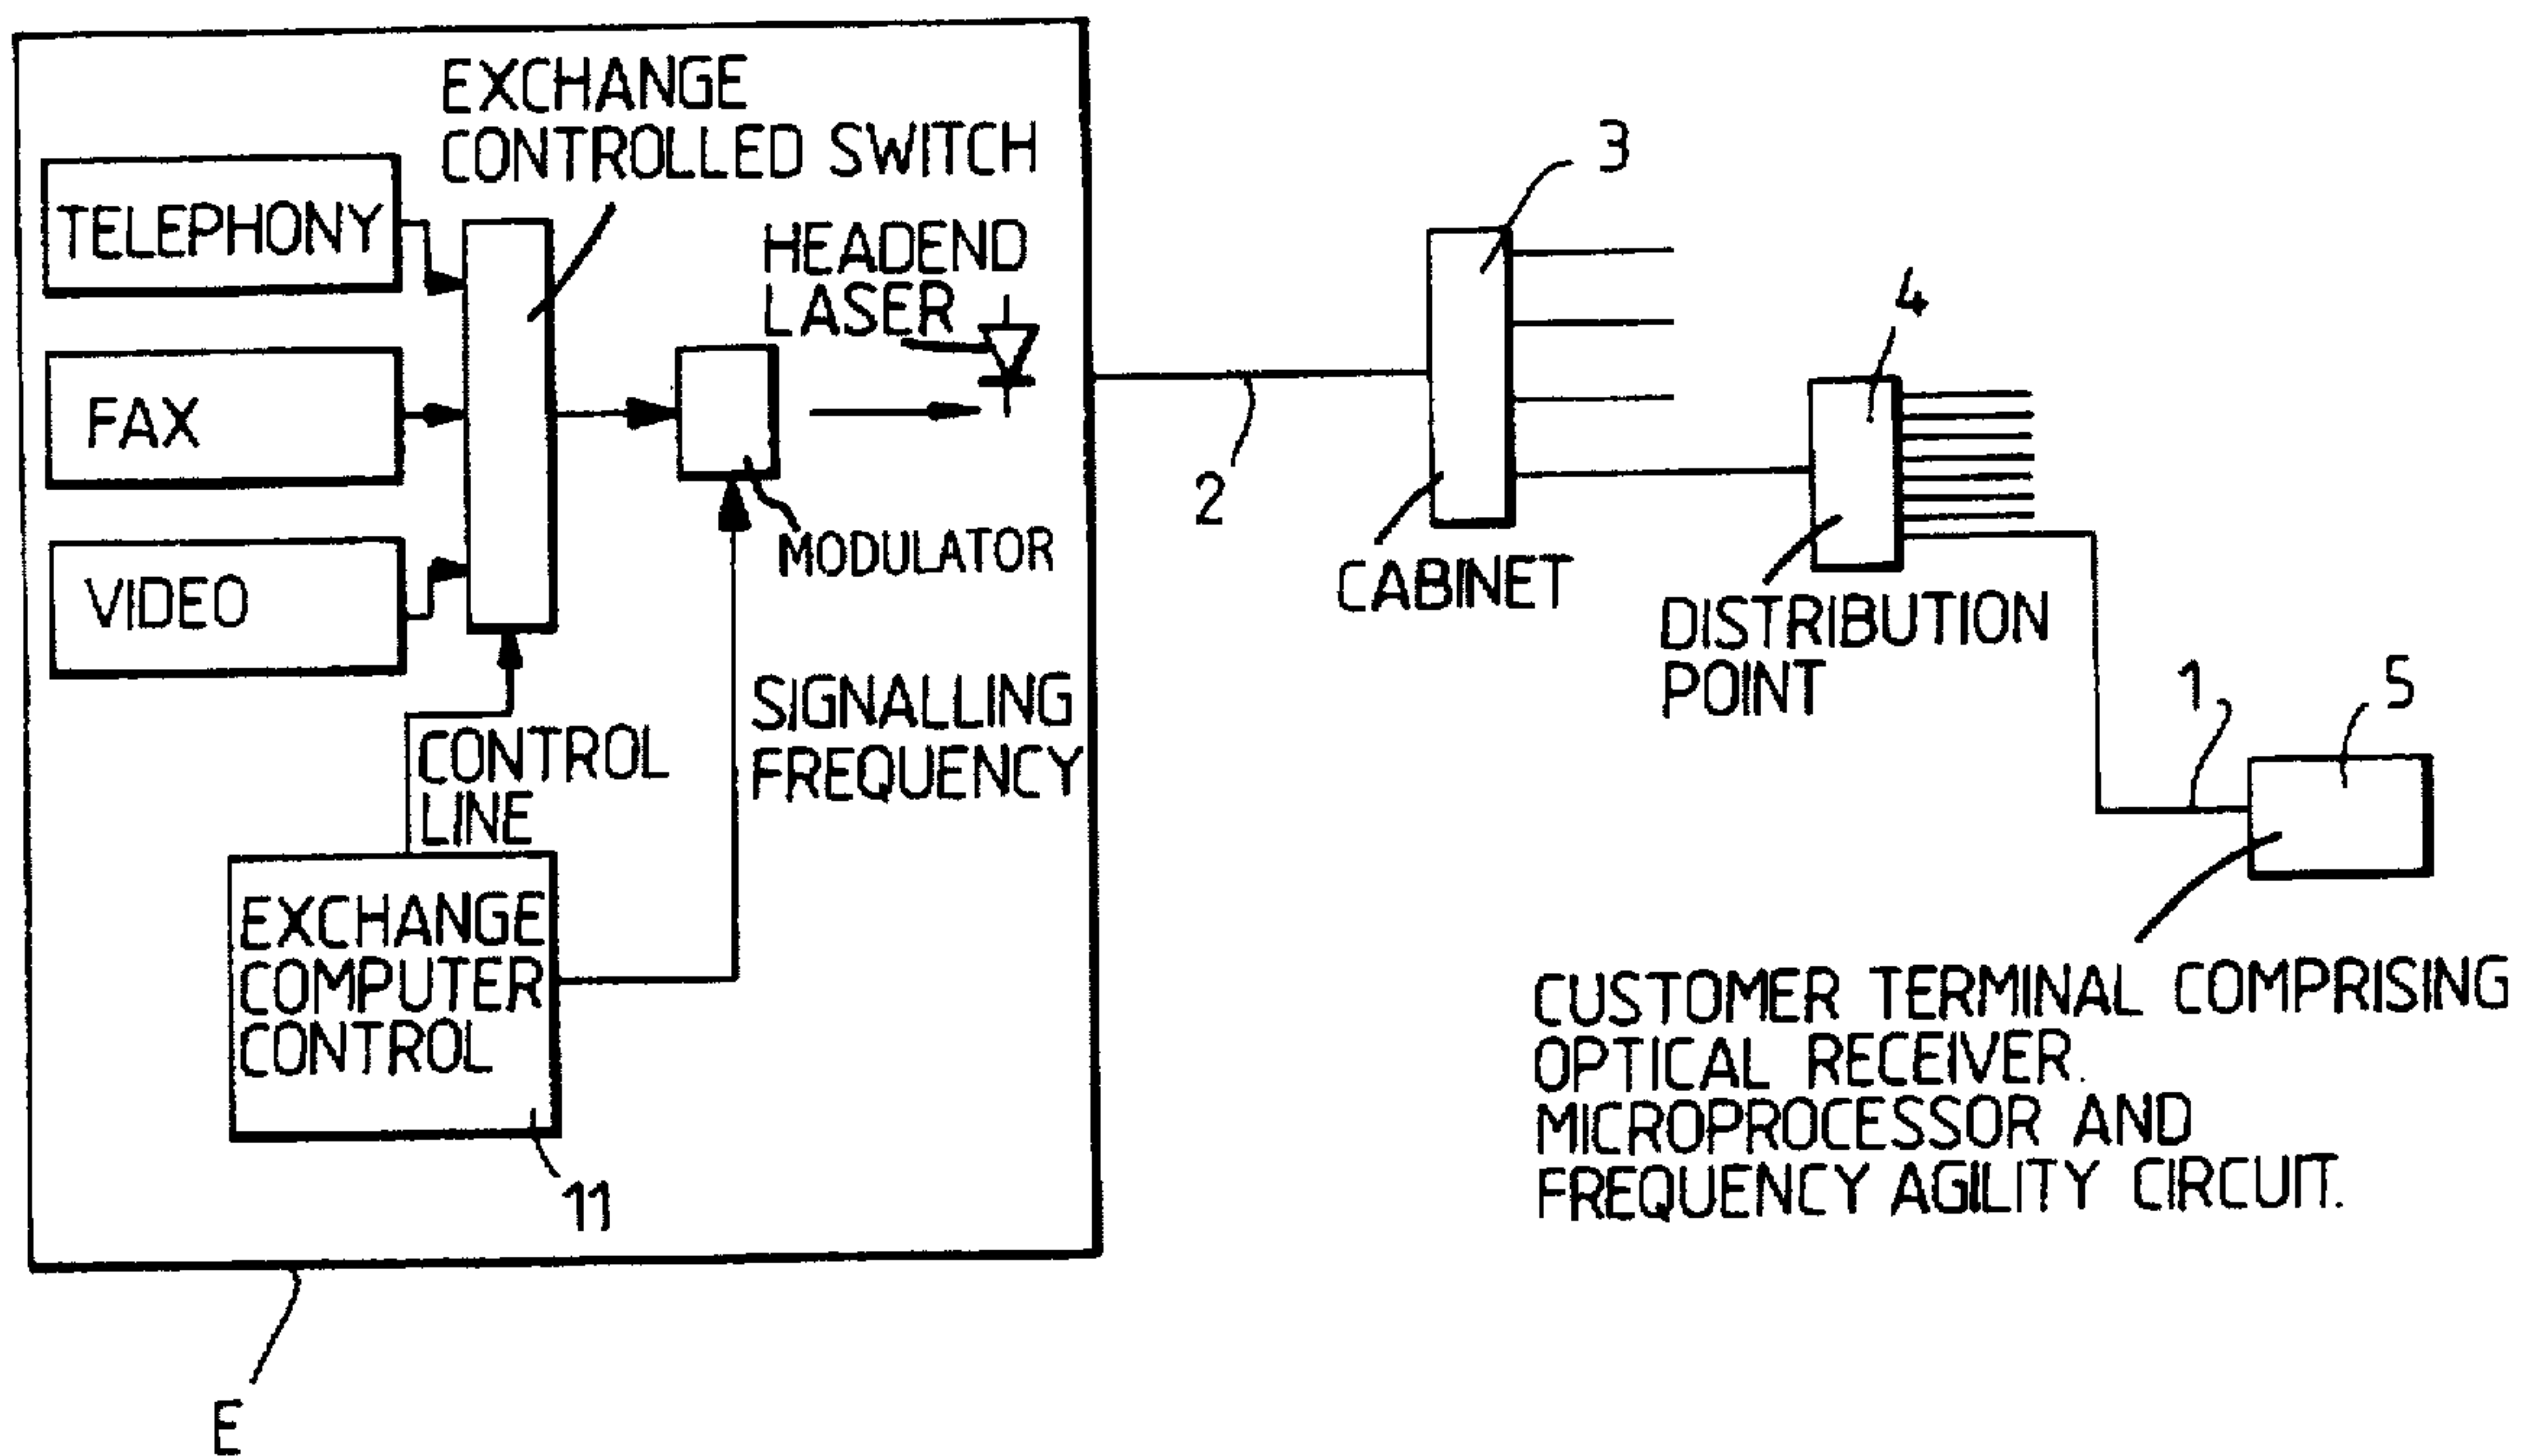 EXCHANGE
CONTROLLED SWITCH
TELEPHONY
FAX
VIDEO
HEADEND
LASER
MODULATOR
CONTROL
LINE
SIGNALLING
FREQUENCY
EXCHANGE
COMPUTER
CONTROL
11
E
2
3
CABINET
4
DISTRIBUTION
POINT
1
5
CUSTOMER TERMINAL COMPRISING
OPTICAL RECEIVER.
MICROPROCESSOR AND
FREQUENCY AGILITY CIRCUIT.